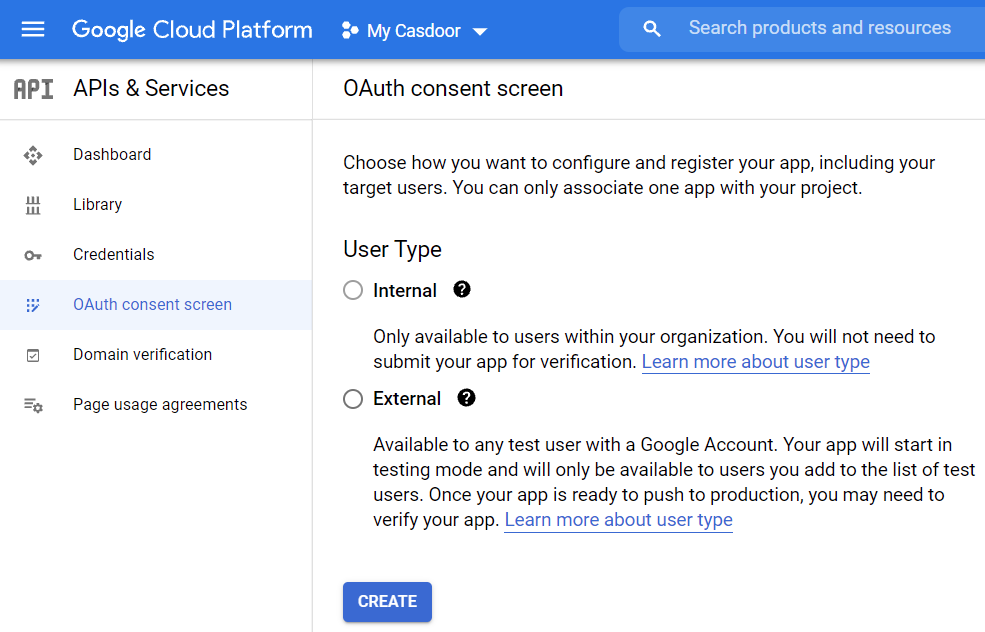 Google Cloud Platform
My Casdoor
Search products and resources
API
APIs & Services
OAuth consent screen
Dashboard
Library
Credentials
OAuth consent screen
Domain verification
Page usage agreements
Choose how you want to configure and register your app, including your
target users. You can only associate one app with your project.
User Type
Internal
Only available to users within your organization. You will not need to
submit your app for verification. Learn more about user type
External
Available to any test user with a Google Account. Your app will start in
testing mode and will only be available to users you add to the list of test
users. Once your app is ready to push to production, you may need to
verify your app. Learn more about user type
CREATE